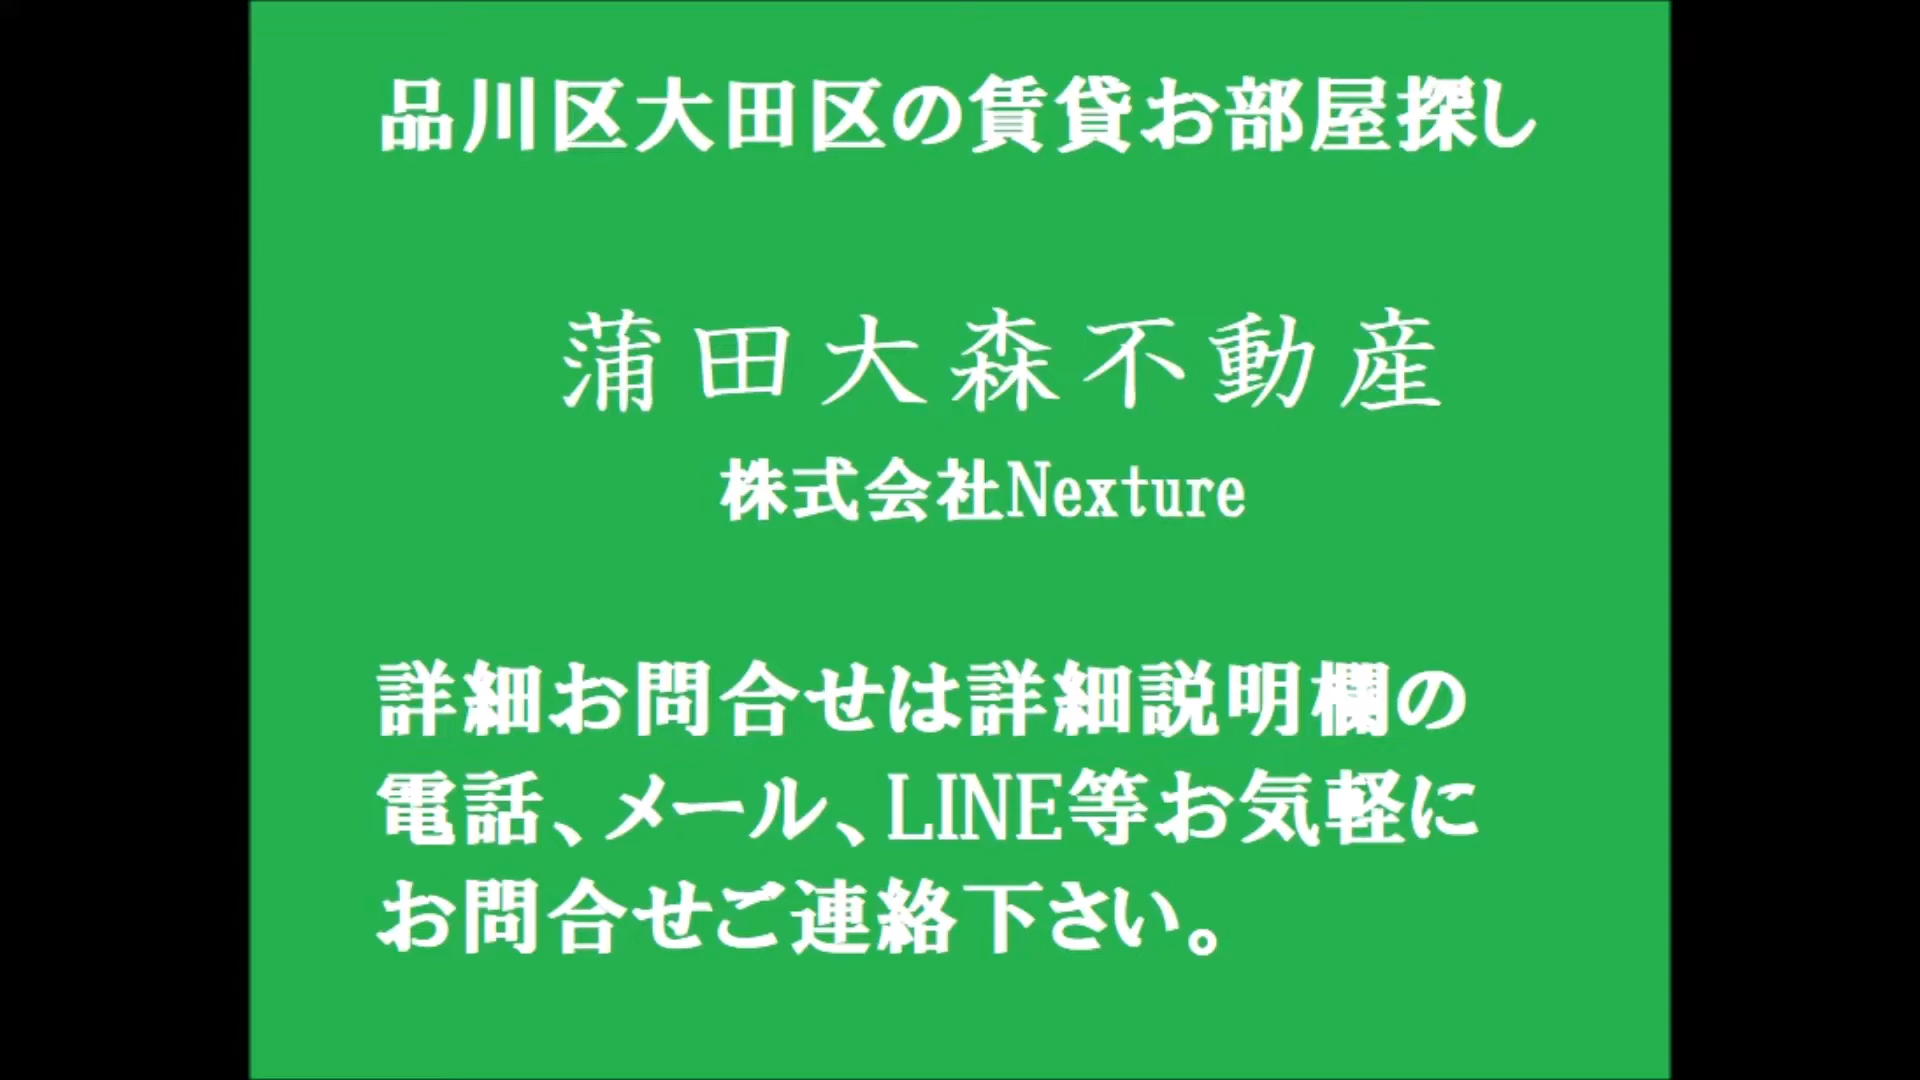 品川区大田区の賃貸お部屋探し
蒲田大森不動産
株式会社Nexture
詳細お問合せは詳細説明欄の
電話、メール、LINE等お気軽に
お問合せご連絡下さい。